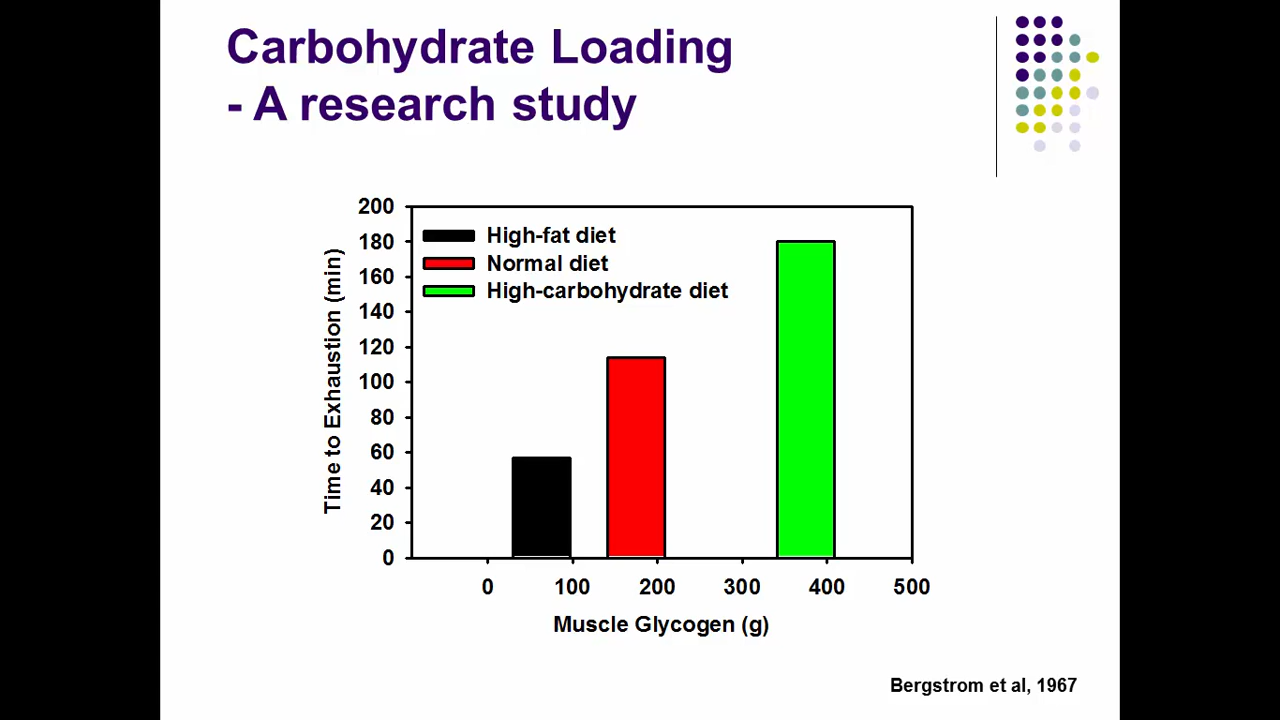 Carbohydrate Loading
- A research study
200
180
160
140
120
100
80
60
40
20
0
Time to Exhaustion (min)
High-fat diet
Normal diet
High-carbohydrate diet
0 100 200 300 400 500
Muscle Glycogen (g)
Bergstrom et al, 1967